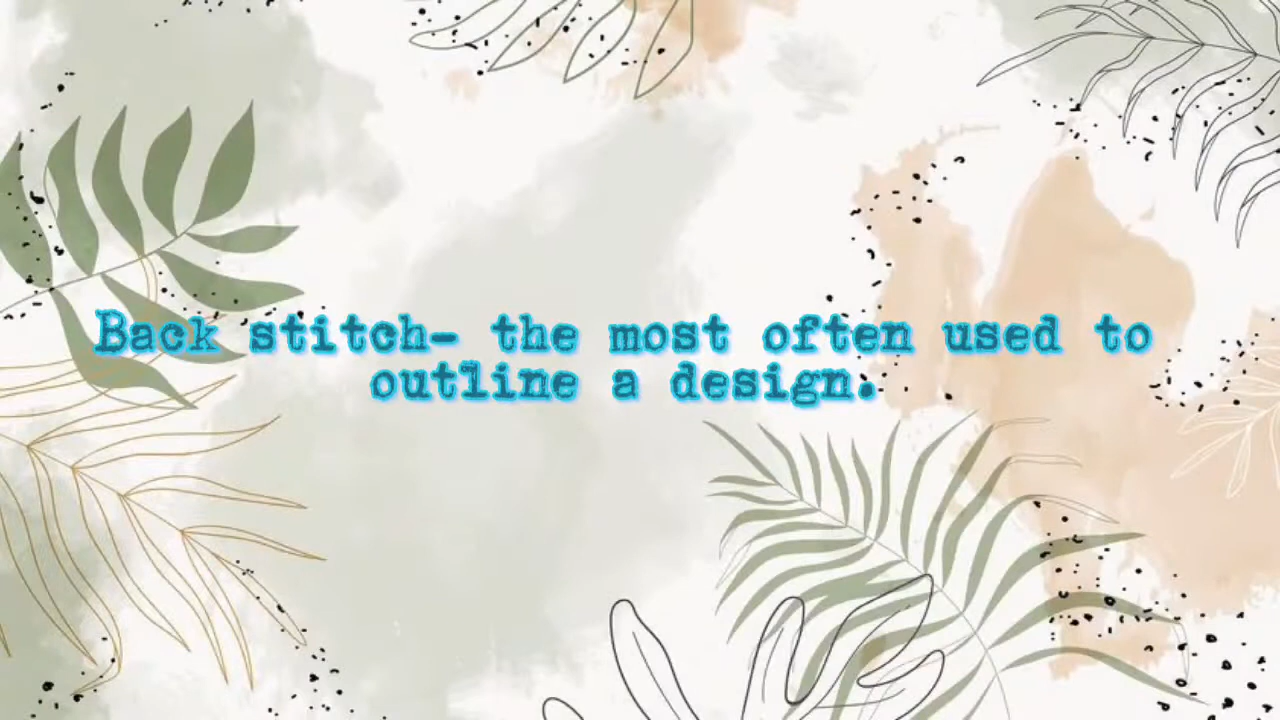 Back stitch- the most often used to
outline a design.